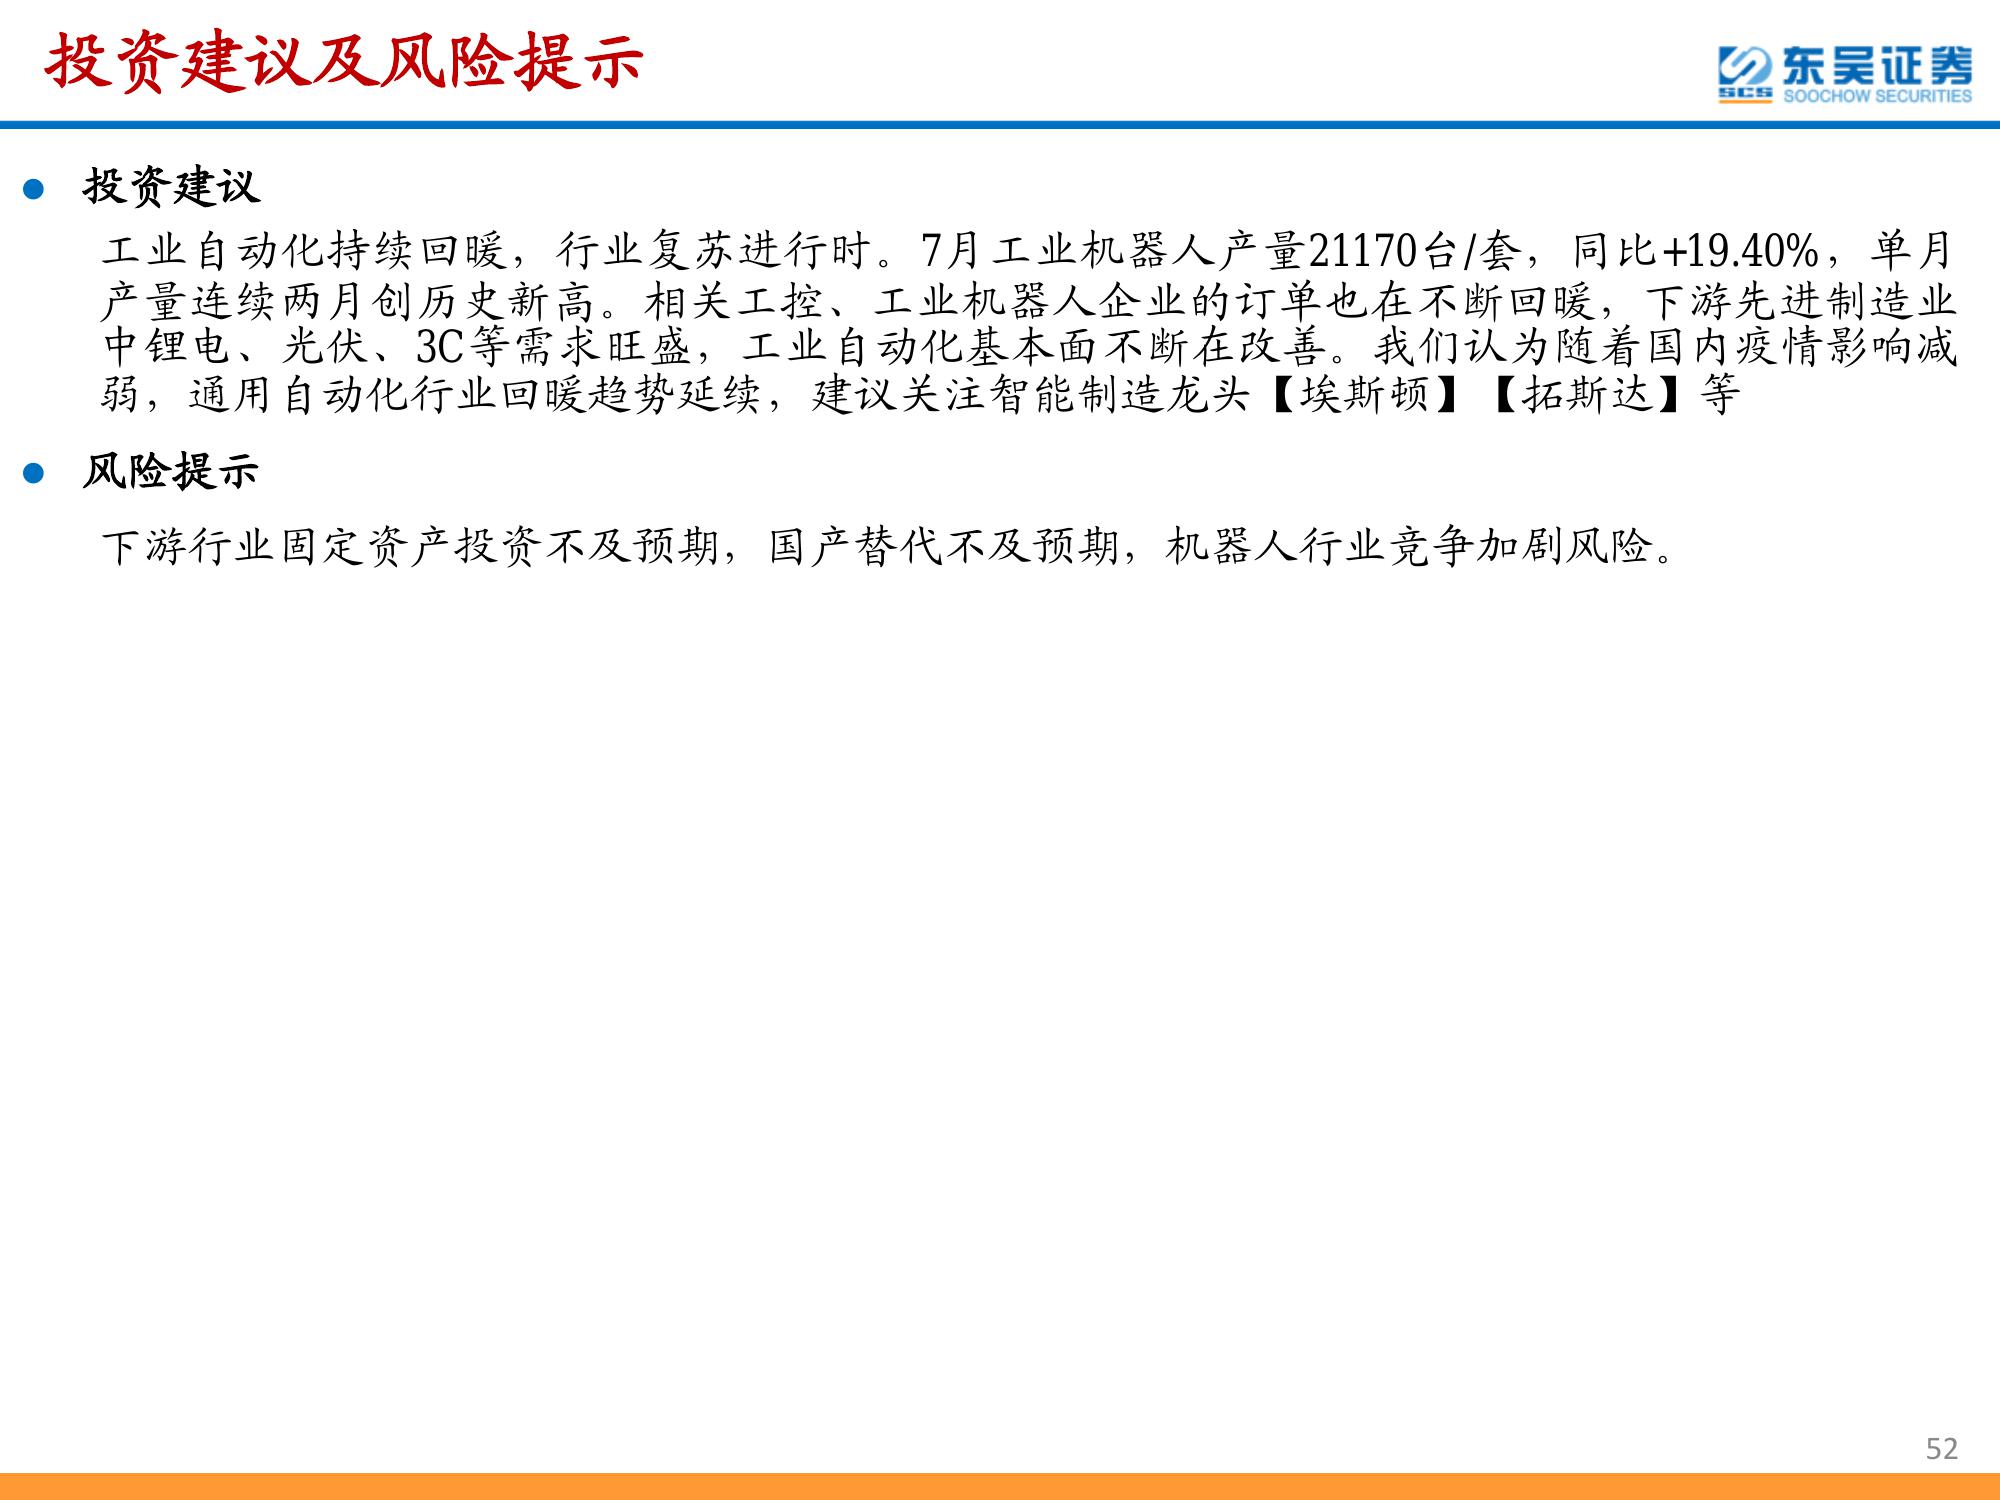 投资建议及风险提示
SCS
东吴证券
SOOCHOW SECURITIES
● 投资建议
工业自动化持续回暖，行业复苏进行时。7月工业机器人产量21170台/套，同比+19.40%，单月
产量连续两月创历史新高。相关工控、工业机器人企业的订单也在不断回暖，下游先进制造业
中锂电、光伏、3C等需求旺盛，工业自动化基本面不断在改善。我们认为随着国内疫情影响减
弱，通用自动化行业回暖趋势延续，建议关注智能制造龙头【埃斯顿】【拓斯达】等
● 风险提示
下游行业固定资产投资不及预期，国产替代不及预期，机器人行业竞争加剧风险。
52